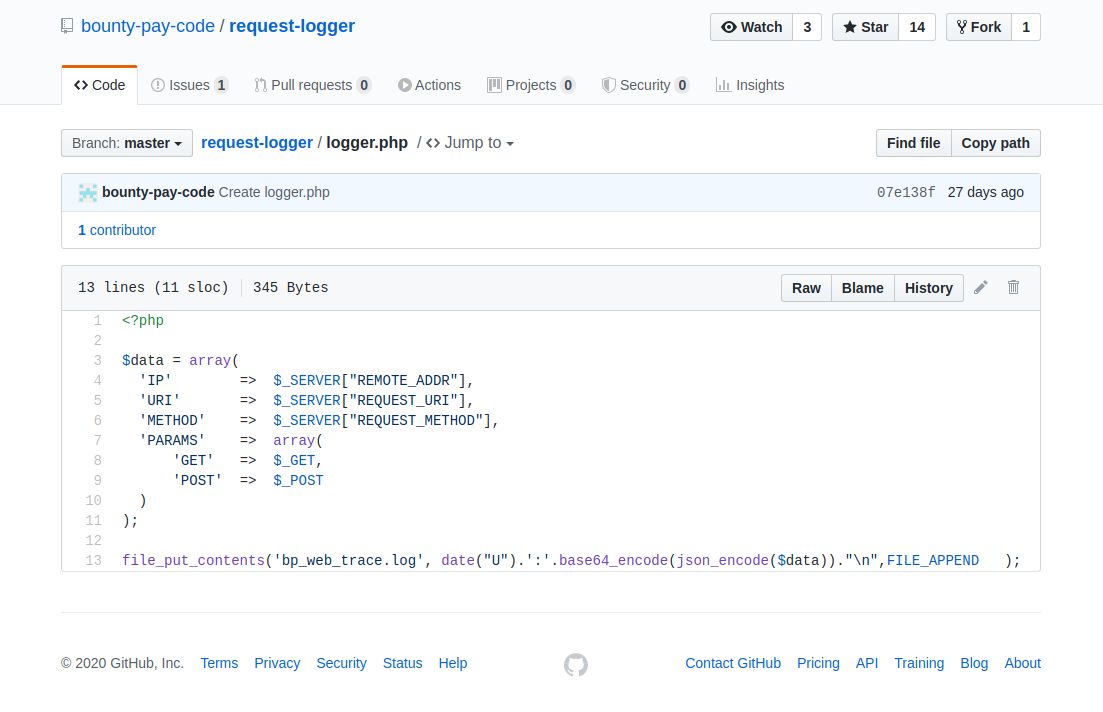 bounty-pay-code / request-logger
Watch 3 Star 14 Fork 1
Code Issues 1 Pull requests 0 Actions Projects 0 Security 0 Insights
Branch: master request-logger / logger.php / <> Jump to Find file Copy path
bounty-pay-code Create logger.php 07e138f 27 days ago
1 contributor
13 lines (11 sloc) 345 Bytes Raw Blame History
1 <?php
2
3 $data = array(
4   'IP'        =>  $_SERVER["REMOTE_ADDR"],
5   'URI'       =>  $_SERVER["REQUEST_URI"],
6   'METHOD'    =>  $_SERVER["REQUEST_METHOD"],
7   'PARAMS'    =>  array(
8       'GET'   =>  $_GET,
9       'POST'  =>  $_POST
10   )
11 );
12
13 file_put_contents('bp_web_trace.log', date("U").':'.base64_encode(json_encode($data))."\n",FILE_APPEND   );
© 2020 GitHub, Inc. Terms Privacy Security Status Help Contact GitHub Pricing API Training Blog About